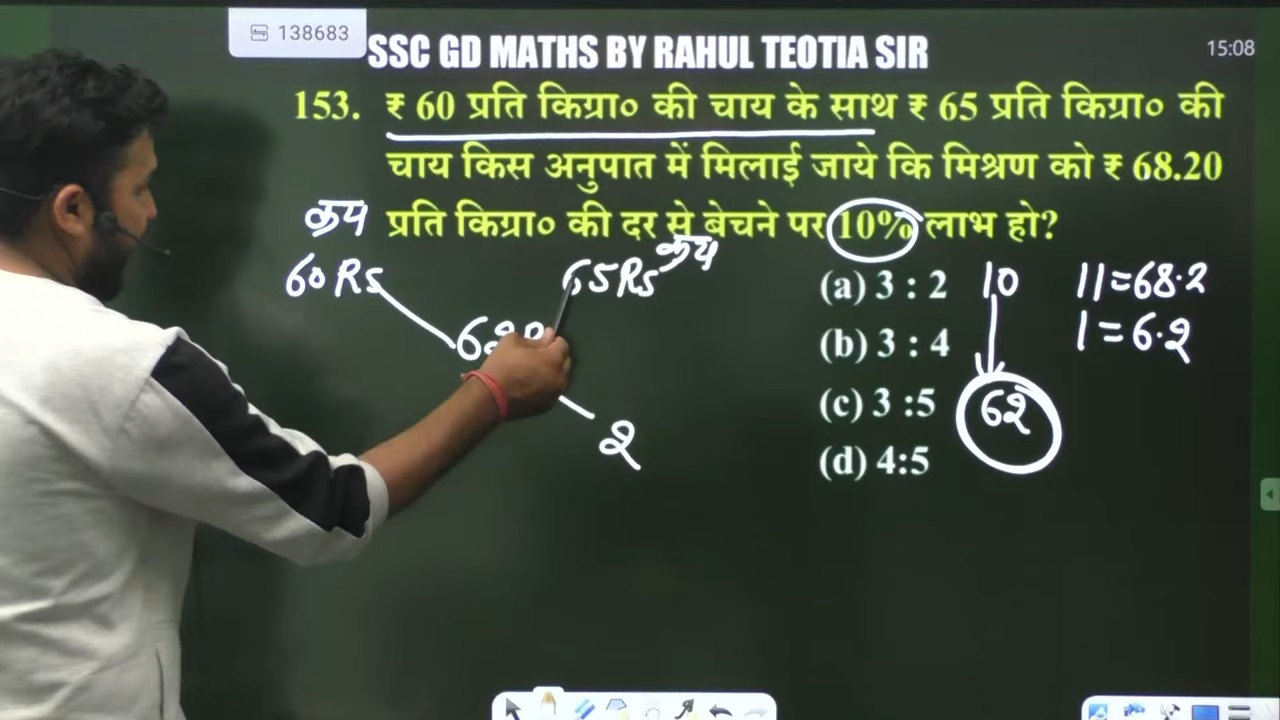 138683
SSC GD MATHS BY RAHUL TEOTIA SIR
15:08
153. ₹ 60 प्रति किग्रा० की चाय के साथ ₹ 65 प्रति किग्रा० की
चाय किस अनुपात में मिलाई जाये कि मिश्रण को ₹ 68.20
प्रति किग्रा० की दर से बेचने पर 10% लाभ हो?
क्रय
क्रय
60 Rs
65 Rs
62
2
(a) 3 : 2
(b) 3 : 4
(c) 3 :5
(d) 4:5
10
62
11=68.2
1=6.2